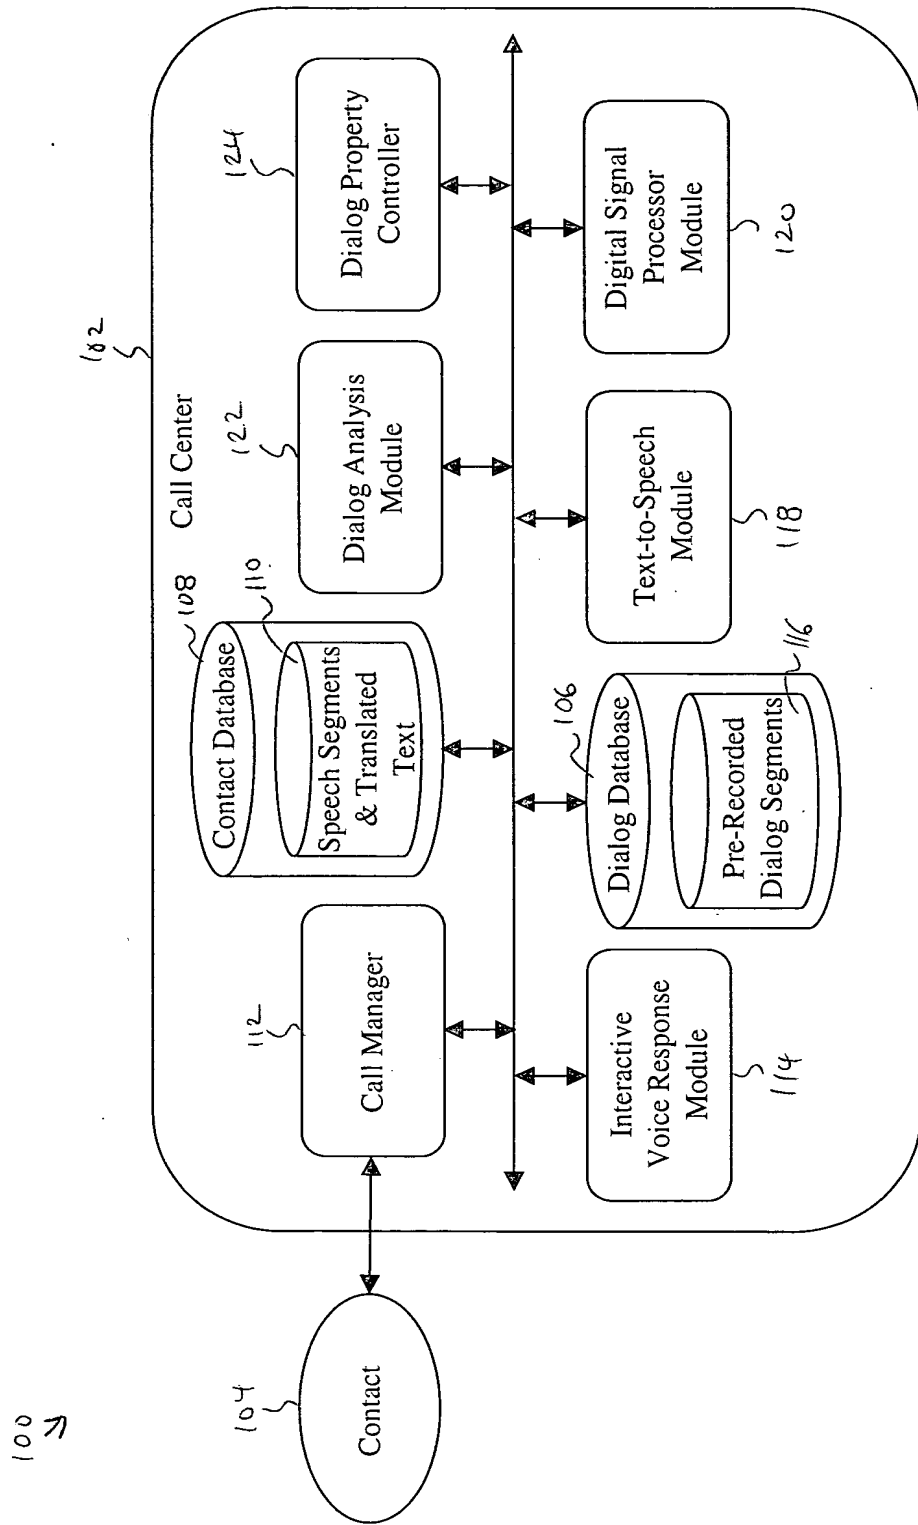 100
102
Call Center
104
Contact
112
Call Manager
108
Contact Database
110
Speech Segments
& Translated
Text
122
Dialog Analysis
Module
124
Dialog Property
Controller
Interactive
Voice Response
Module
114
106
Dialog Database
Pre-Recorded
Dialog Segments
116
Text-to-Speech
Module
118
Digital Signal
Processor
Module
120